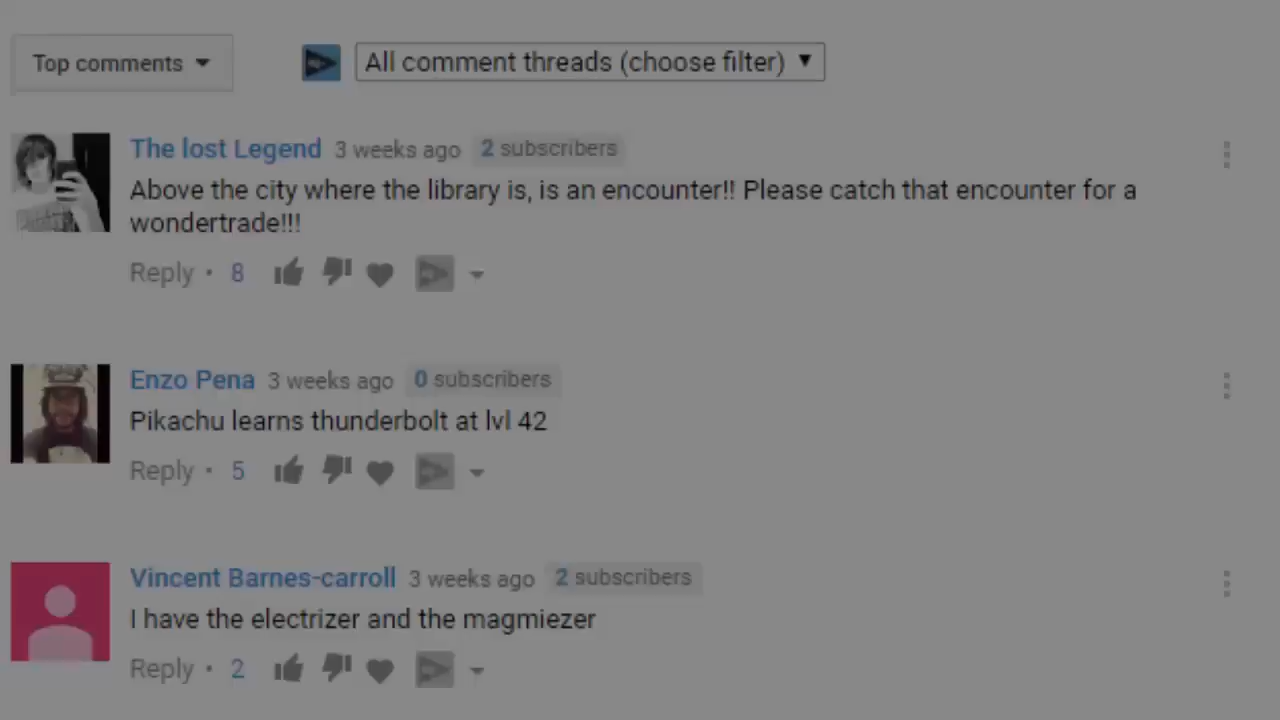 Top comments
All comment threads (choose filter)
The lost Legend 3 weeks ago 2 subscribers
Above the city where the library is, is an encounter!! Please catch that encounter for a
wondertrade!!!
Reply • 8
Enzo Pena 3 weeks ago 0 subscribers
Pikachu learns thunderbolt at lvl 42
Reply • 5
Vincent Barnes-carroll 3 weeks ago 2 subscribers
I have the electrizer and the magmiezer
Reply • 2